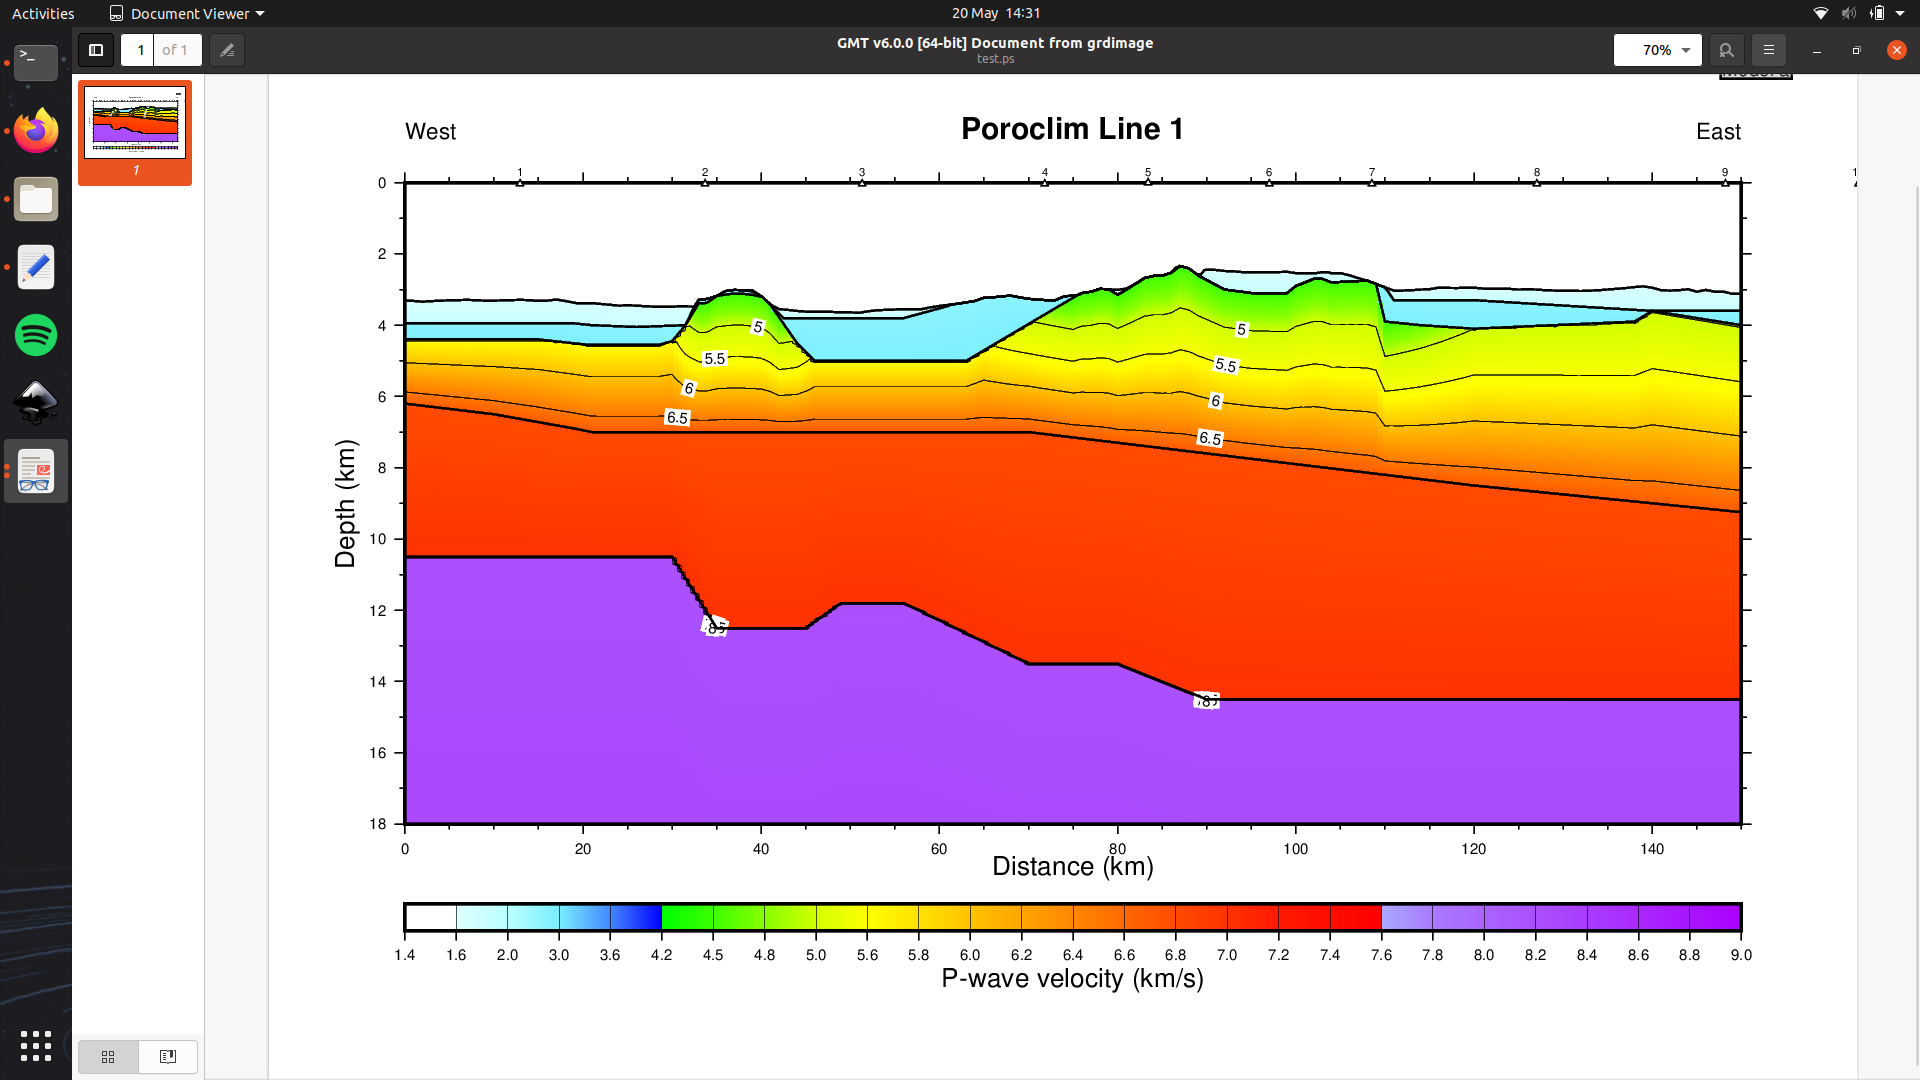 Activities Document Viewer 20 May 14:31
1 of 1 GMT v6.0.0 [64-bit] Document from grdimage 70%
test.ps
1
West Poroclim Line 1 East
1 2 3 4 5 6 7 8 9
0
2
4
6
8
10
12
14
16
18
Depth (km)
5 5
5.5 5.5
6 6
6.5 6.5
0 20 40 60 80 100 120 140
Distance (km)
1.4 1.6 2.0 3.0 3.6 4.2 4.5 4.8 5.0 5.6 5.8 6.0 6.2 6.4 6.6 6.8 7.0 7.2 7.4 7.6 7.8 8.0 8.2 8.4 8.6 8.8 9.0
P-wave velocity (km/s)